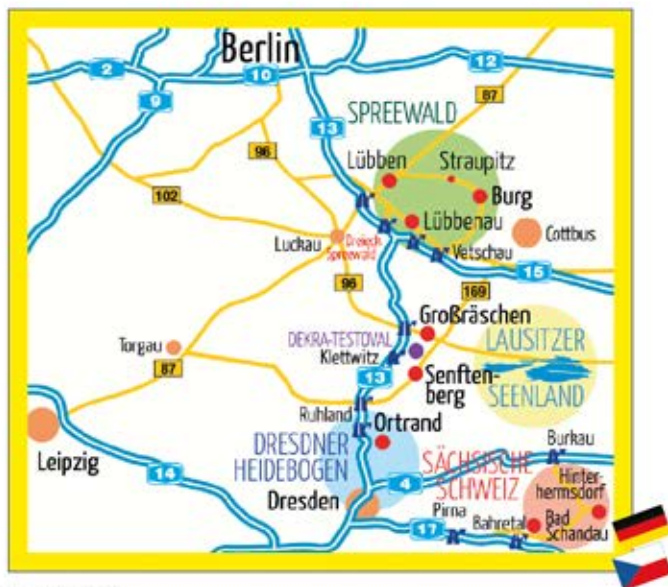 Berlin
2
10
12
9
13
87
SPREEWALD
96
Lübben
Straupitz
Burg
102
Lübbenau
Cottbus
Luckau
Dreieck
Spreewald
Vetschau
15
96
169
Großräschen
DEKRA-TESTOVAL
Klettwitz
LAUSITZER
SEENLAND
Torgau
87
13
Senften-
berg
Ruhland
Ortrand
Leipzig
14
DRESDNER
HEIDEBOGEN
Dresden
SÄCHSISCHE
SCHWEIZ
4
Burkau
Hinter-
hermsdorf
Pirna
17
Bahretal
Bad
Schandau